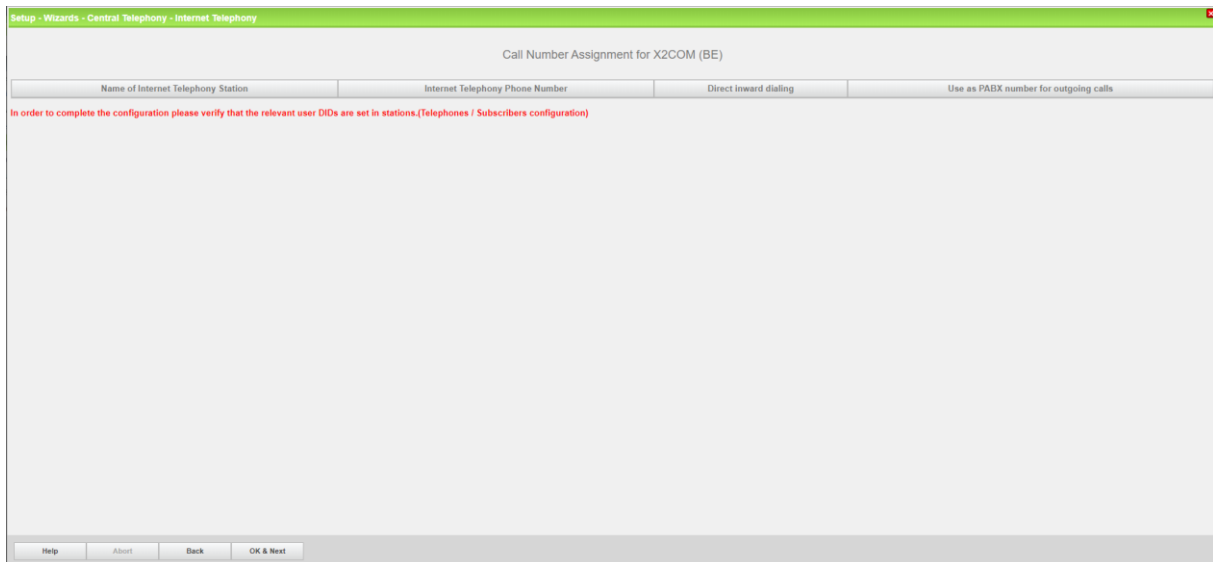 Setup - Wizards - Central Telephony - Internet Telephony
Call Number Assignment for X2COM (BE)
Name of Internet Telephony Station Internet Telephony Phone Number Direct inward dialing Use as PABX number for outgoing calls
In order to complete the configuration please verify that the relevant user DIDs are set in stations.(Telephones / Subscribers configuration)
Help Abort Back OK & Next